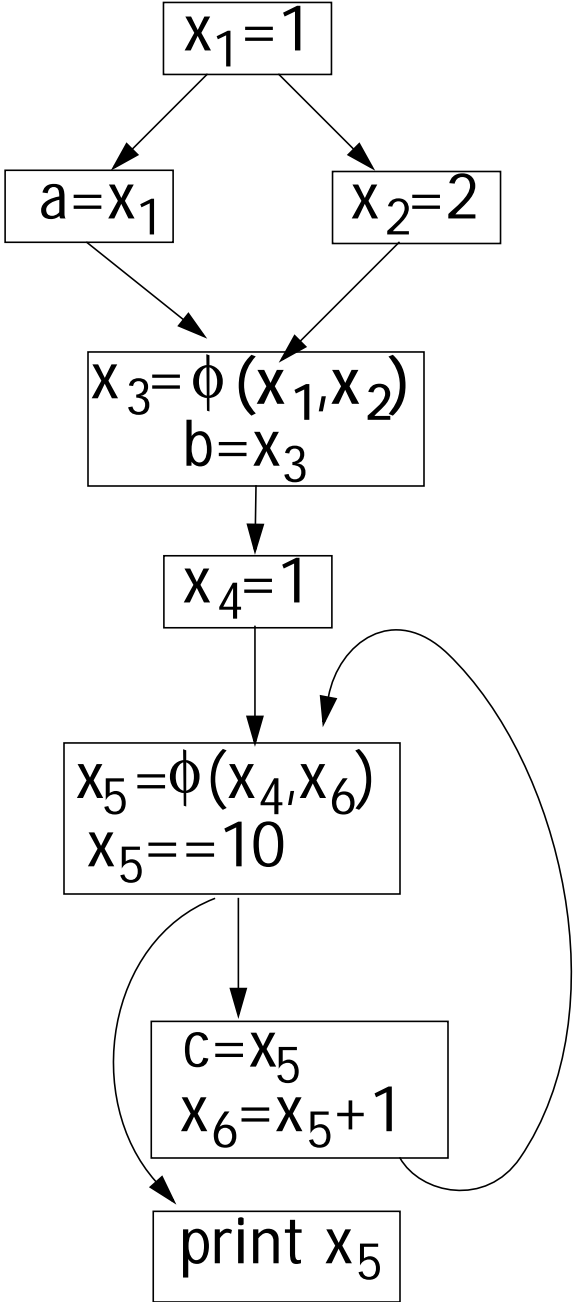 x₁=1
a=x₁
x₂=2
x₃=ϕ(x₁,x₂)
b=x₃
x₄=1
x₅=ϕ(x₄,x₆)
x₅==10
c=x₅
x₆=x₅+1
print x₅